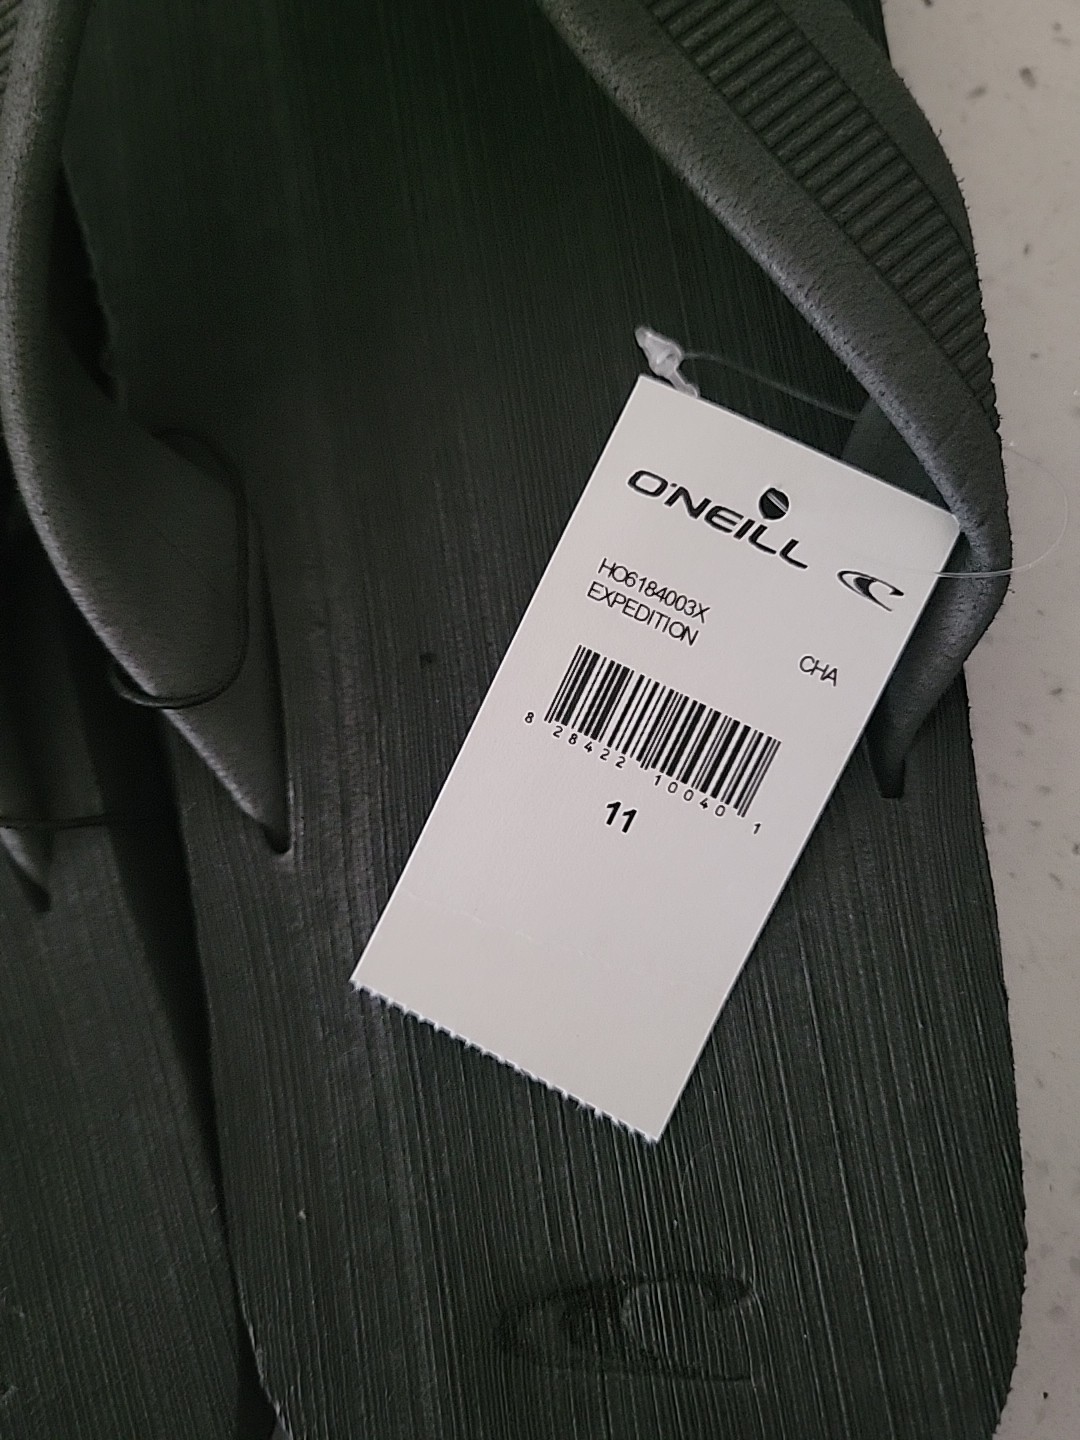 O'NEILL
HO6184003X
EXPEDITION
CHA
8 28422 10040 1
11